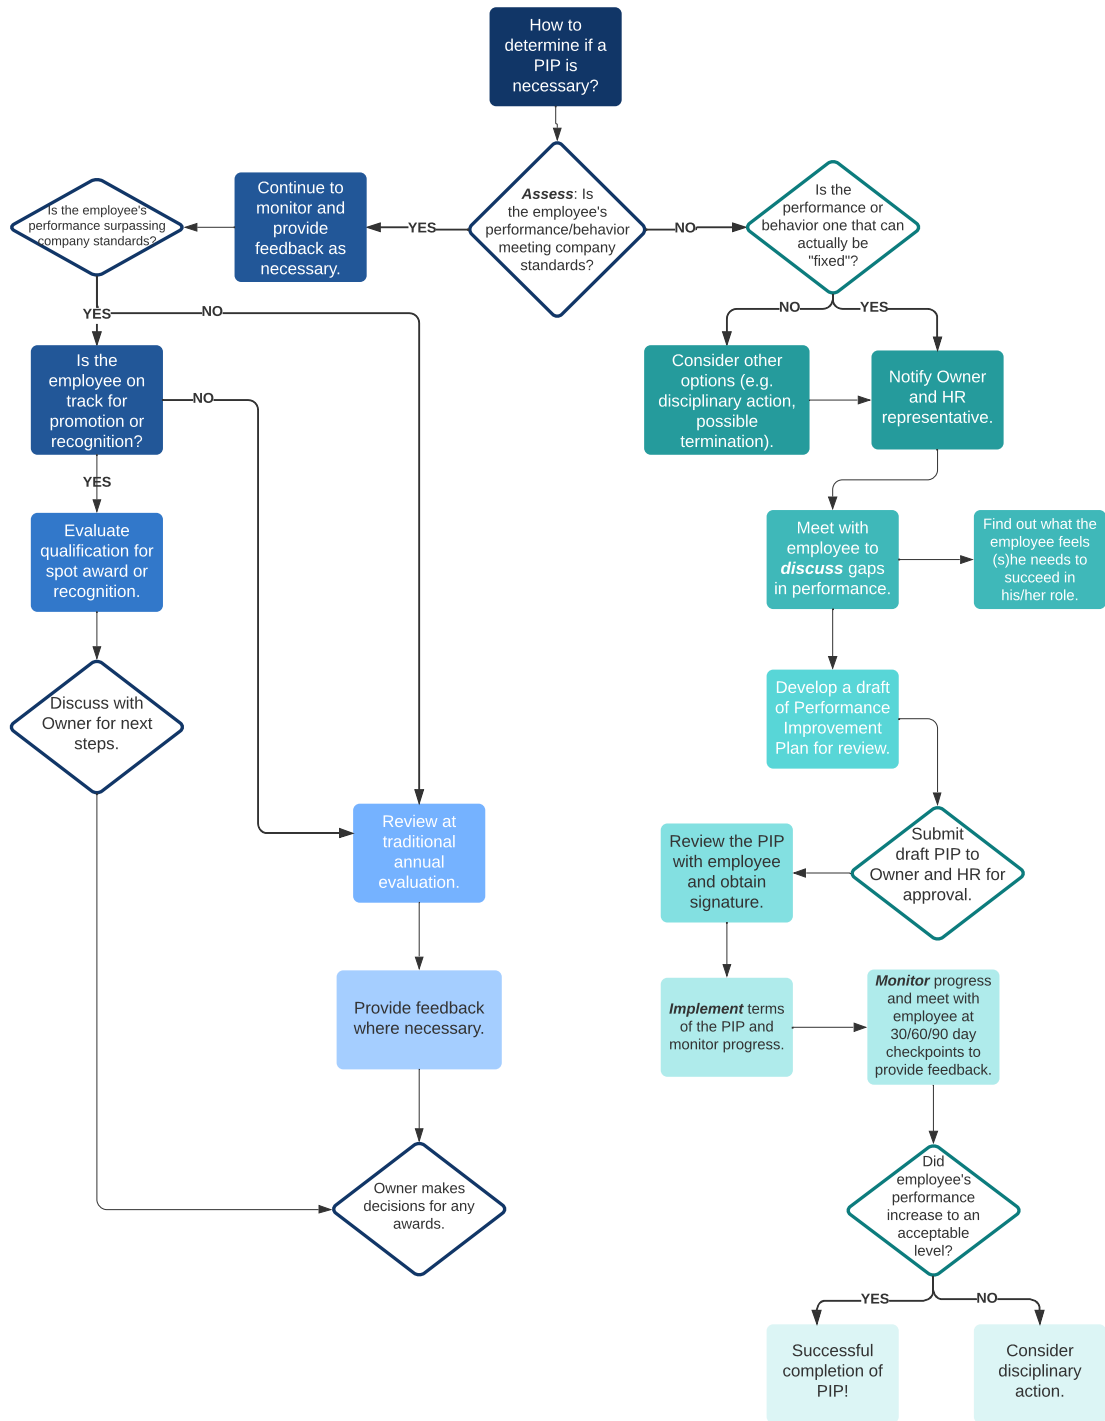 How to
determine if a
PIP is
necessary?
Assess: Is
the employee's
performance/behavior
meeting company
standards?
YES
NO
Continue to
monitor and
provide
feedback as
necessary.
Is the employee's
performance surpassing
company standards?
YES
NO
Is the
employee on
track for
promotion or
recognition?
NO
YES
Evaluate
qualification for
spot award or
recognition.
Discuss with
Owner for next
steps.
Review at
traditional
annual
evaluation.
Provide feedback
where necessary.
Owner makes
decisions for any
awards.
Is the
performance or
behavior one that can
actually be
"fixed"?
NO
YES
Consider other
options (e.g.
disciplinary action,
possible
termination).
Notify Owner
and HR
representative.
Meet with
employee to
discuss gaps
in performance.
Find out what the
employee feels
(s)he needs to
succeed in
his/her role.
Develop a draft
of Performance
Improvement
Plan for review.
Submit
draft PIP to
Owner and HR for
approval.
Review the PIP
with employee
and obtain
signature.
Implement terms
of the PIP and
monitor progress.
Monitor progress
and meet with
employee at
30/60/90 day
checkpoints to
provide feedback.
Did
employee's
performance
increase to an
acceptable
level?
YES
NO
Successful
completion of
PIP!
Consider
disciplinary
action.